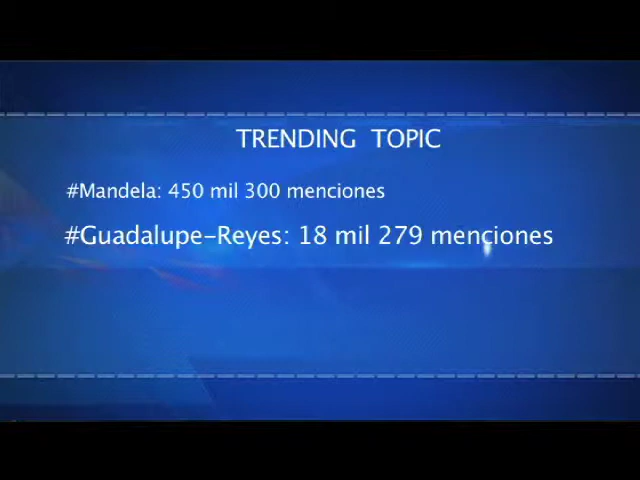 TRENDING TOPIC
#Mandela: 450 mil 300 menciones
#Guadalupe-Reyes: 18 mil 279 menciones